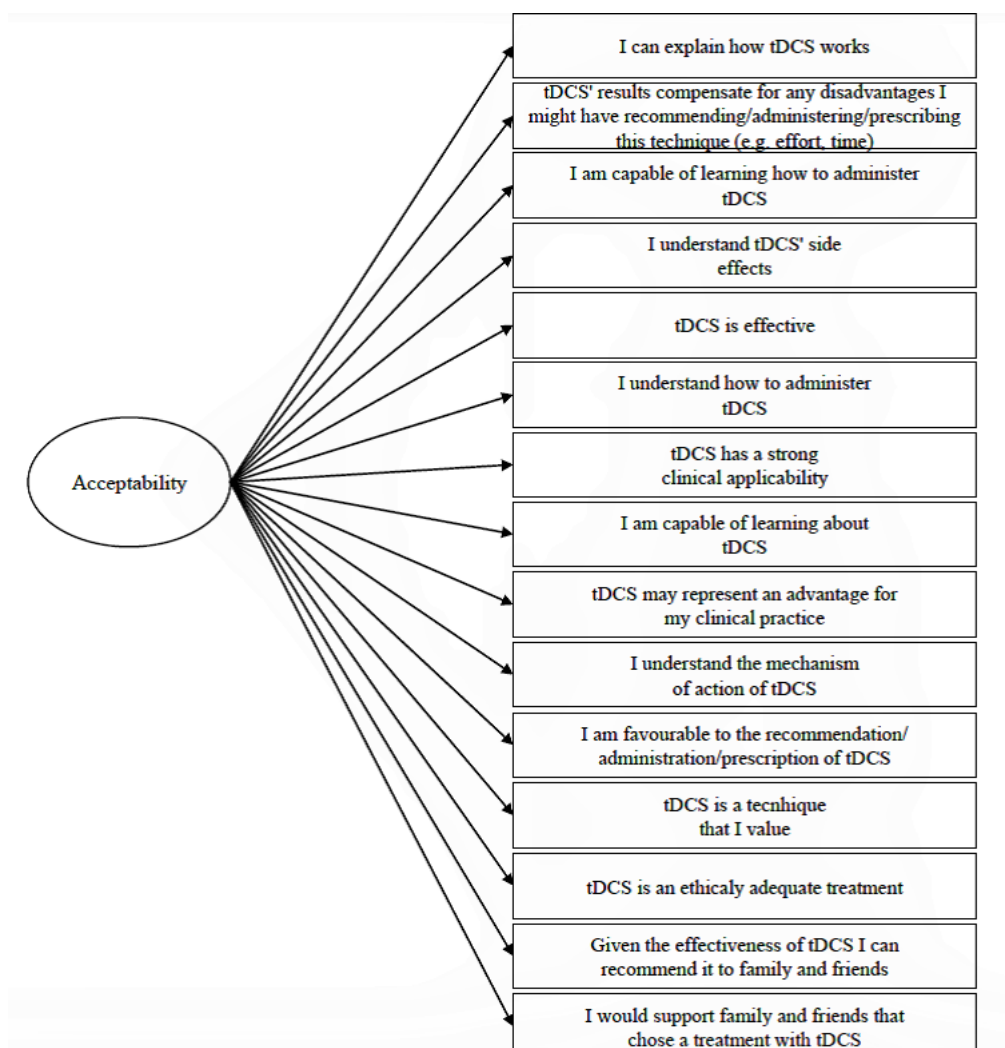 I can explain how tDCS works
tDCS' results compensate for any disadvantages I
might have recommending/administering/prescribing
this technique (e.g. effort, time)
I am capable of learning how to administer
tDCS
I understand tDCS' side
effects
tDCS is effective
I understand how to administer
tDCS
Acceptability
tDCS has a strong
clinical applicability
I am capable of learning about
tDCS
tDCS may represent an advantage for
my clinical practice
I understand the mechanism
of action of tDCS
I am favourable to the recommendation/
administration/prescription of tDCS
tDCS is a tecnhique
that I value
tDCS is an ethicaly adequate treatment
Given the effectiveness of tDCS I can
recommend it to family and friends
I would support family and friends that
chose a treatment with tDCS